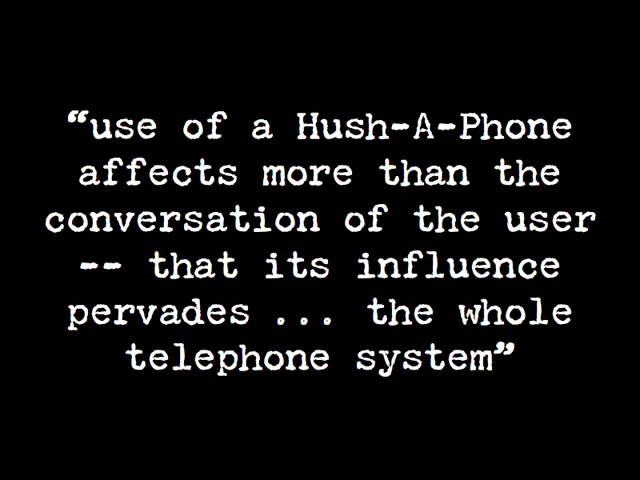 “use of a Hush-A-Phone
affects more than the
conversation of the user
-- that its influence
pervades ... the whole
telephone system”